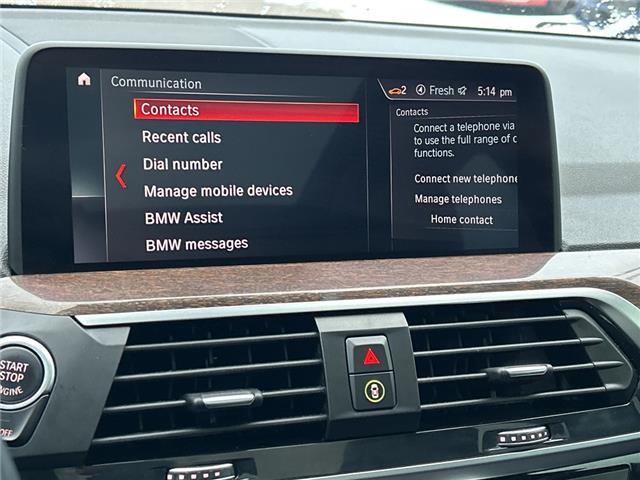 Communication
2 Fresh 5:14 pm
Contacts
Recent calls
Dial number
Manage mobile devices
BMW Assist
BMW messages
Contacts
Connect a telephone via
to use the full range of
functions.
Connect new telephone
Manage telephones
Home contact
START
STOP
ENGINE
OFF